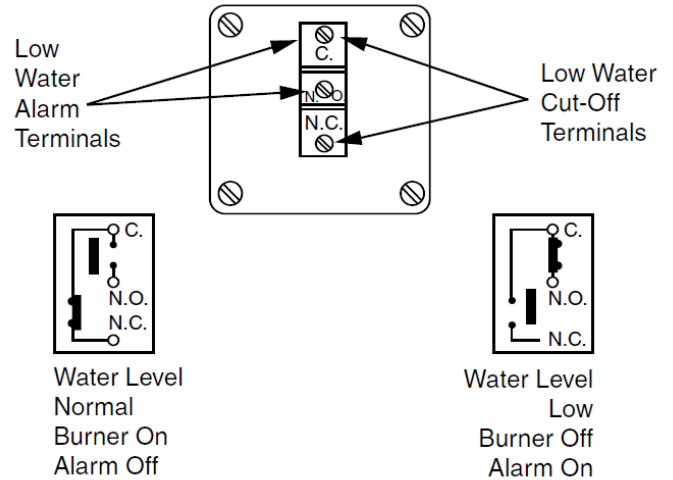 Low
Water
Alarm
Terminals
C.
N. O
N.C.
Low Water
Cut-Off
Terminals
C.
N.O.
N.C.
Water Level
Normal
Burner On
Alarm Off
C.
N.O.
N.C.
Water Level
Low
Burner Off
Alarm On